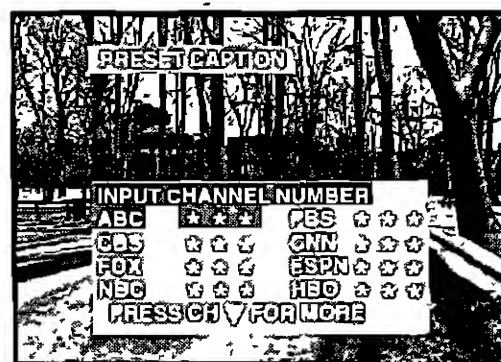 PRESET CAPTION
INPUT CHANNEL NUMBER
ABC ★ ★ ★ PBS ★ ★ ★
CBS ★ ★ ★ CNN ★ ★ ★
FOX ★ ★ ★ ESPN ★ ★ ★
NBC ★ ★ ★ HBO ★ ★ ★
PRESS CH ▽ FOR MORE